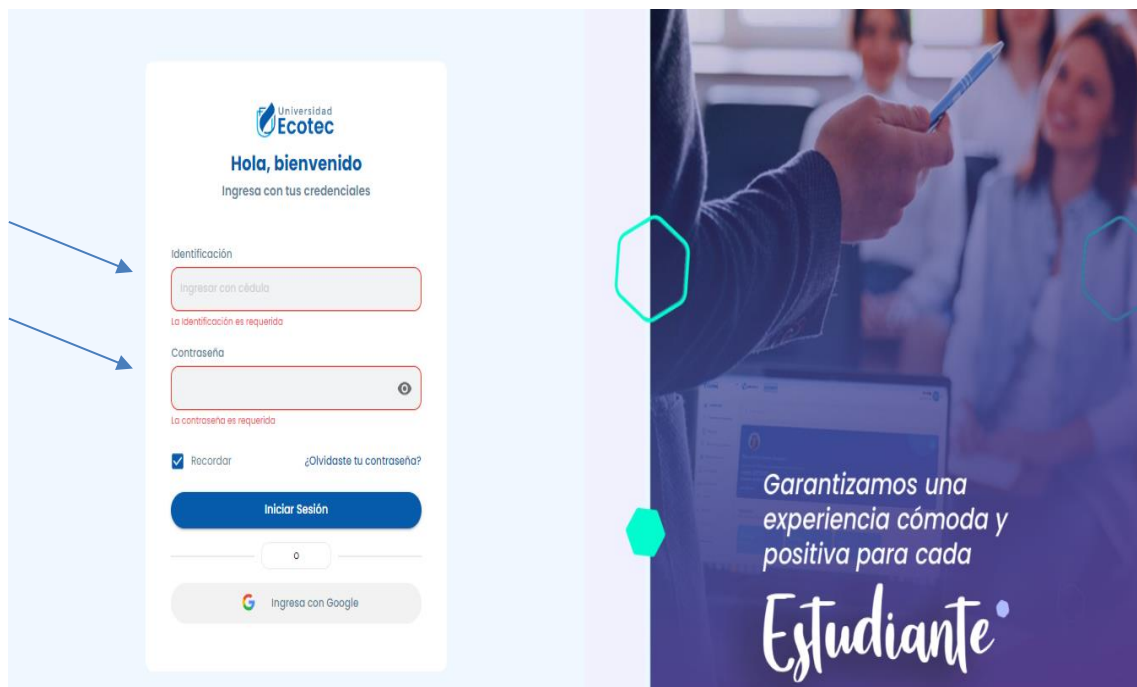 Universidad
Ecotec
Hola, bienvenido
Ingresa con tus credenciales
Identificación
Ingresar con cédula
La Identificación es requerida
Contraseña
La contraseña es requerida
Recordar
¿Olvidaste tu contraseña?
Iniciar Sesión
O
Ingresa con Google
Garantizamos una
experiencia cómoda y
positiva para cada
Estudiante